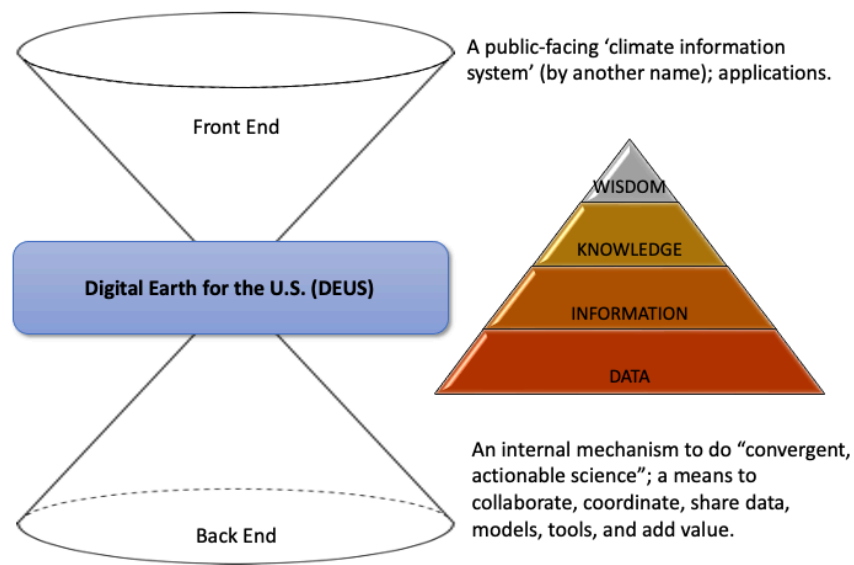 A public-facing ‘climate information
system’ (by another name); applications.
Front End
WISDOM
KNOWLEDGE
Digital Earth for the U.S. (DEUS)
INFORMATION
DATA
An internal mechanism to do “convergent,
actionable science”; a means to
collaborate, coordinate, share data,
models, tools, and add value.
Back End